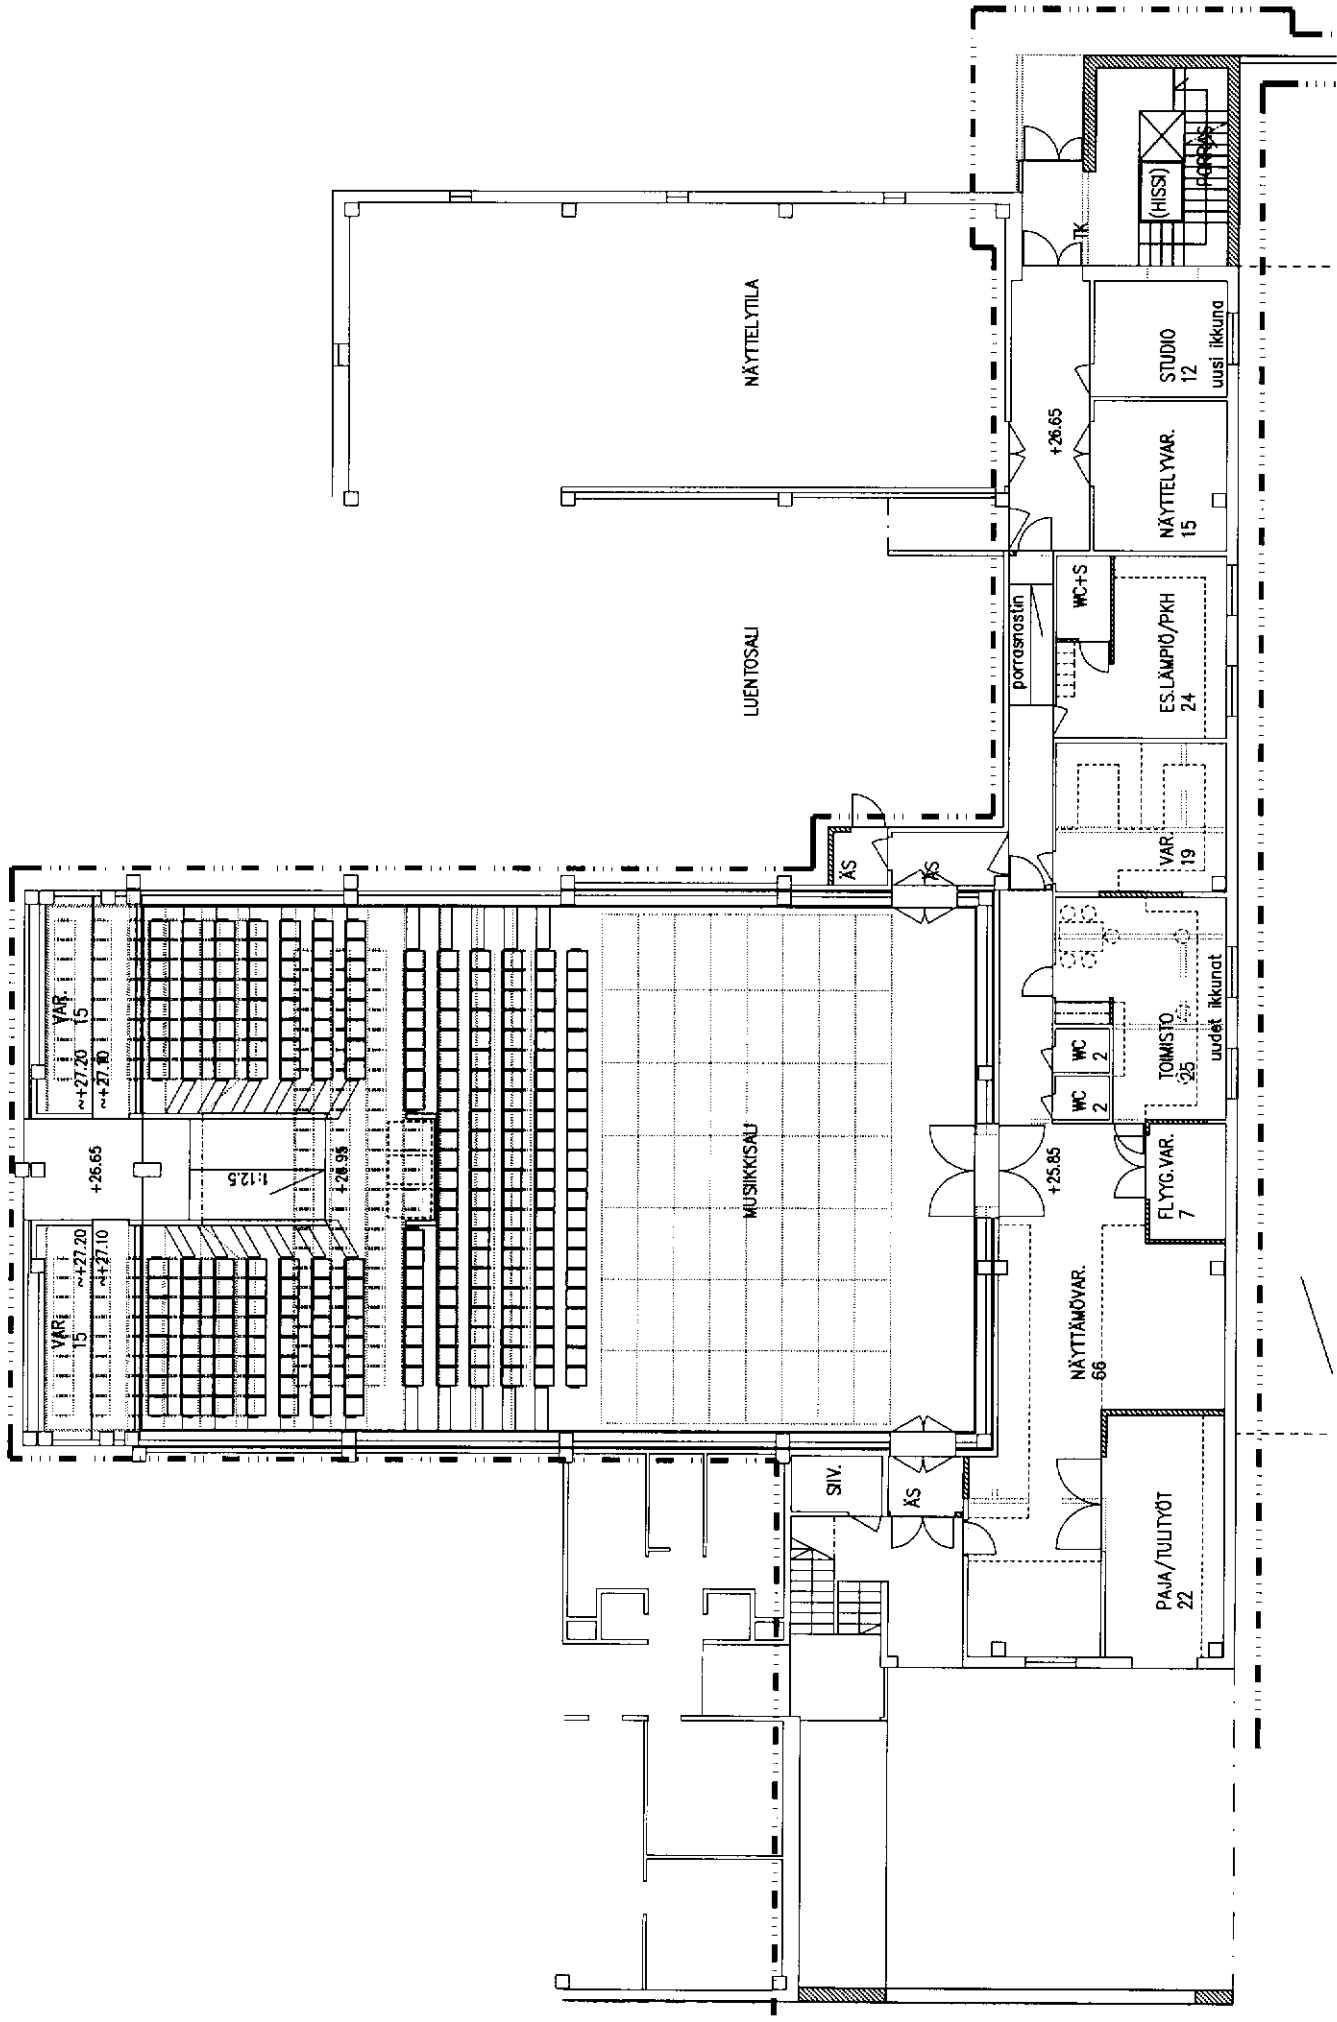 PORRAS
(HISSI)
TK
NÄYTTELYTILA
STUDIO
12
uusi ikkuna
+26.65
NÄYTTELYVAR.
15
WC+S
porrasnostin
ES.LÄMPIÖ/PKH
24
LUENTOSALI
VAR.
19
ÄS
ÄS
VAR.
15
~+27.20
~+27.10
TOIMISTO
25
uudet ikkunat
WC
2
WC
2
+26.65
1:12.5
+26.95
MUSIIKKISALI
+25.85
FLYYG.VAR.
7
~+27.20
~+27.10
VAR.
15
NÄYTTÄMÖVAR.
66
SIIV.
ÄS
PAJA/TULITYÖT
22